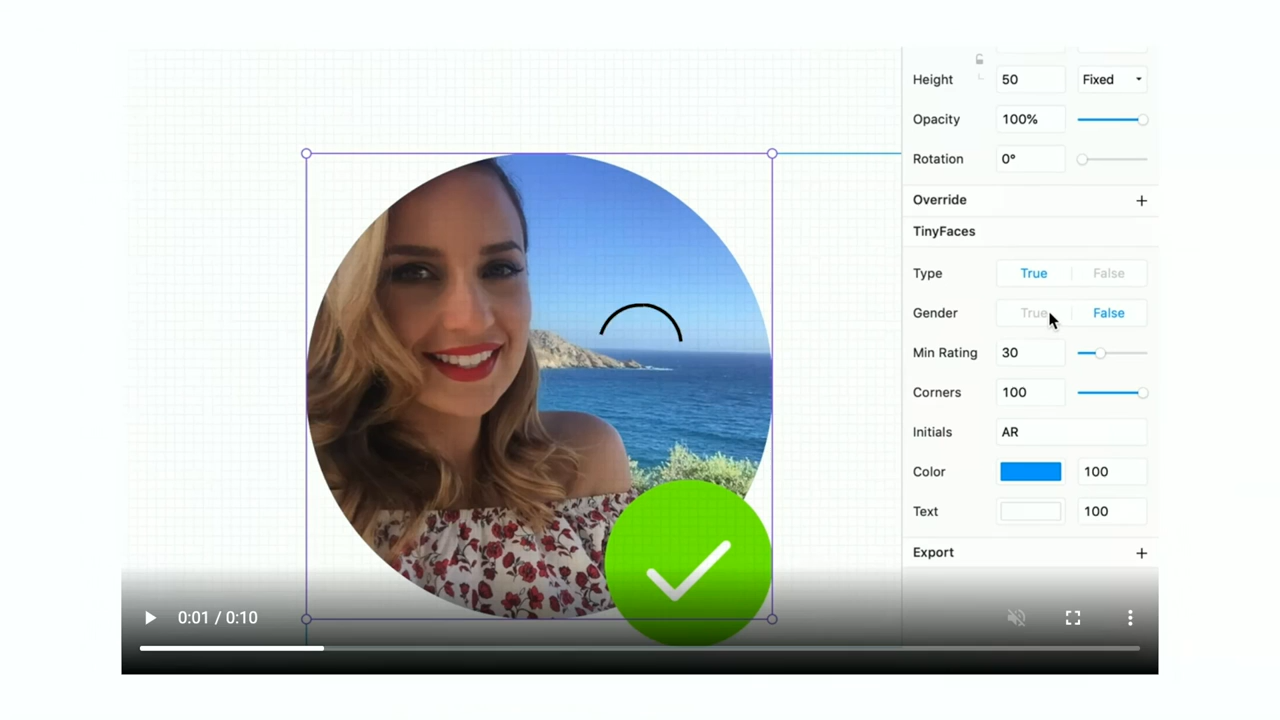 Height 50 Fixed
Opacity 100%
Rotation 0°
Override +
TinyFaces
Type True False
Gender True False
Min Rating 30
Corners 100
Initials AR
Color 100
Text 100
Export +
0:01 / 0:10